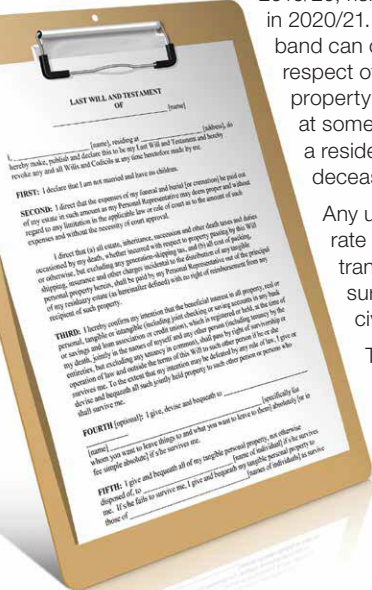 LAST WILL AND TESTAMENT
OF
[name]
I, [name], residing at [address], do
hereby make, publish and declare this to be my Last Will and Testament and hereby
revoke any and all Wills and Codicils at any time heretofore made by me.
FIRST: I declare that I am not married and have no children.
SECOND: I direct that the expenses of my funeral and burial [or cremation] be paid out
of my estate in such amount as my Personal Representative may deem proper and without
regard to any limitation in the applicable law or rule of court as to the amount of such
expenses and without the necessity of court approval.
I direct that (a) all estate, inheritance, succession and other death taxes and duties
occasioned by my death, whether incurred with respect to property passing by this Will
or otherwise, but excluding any generation-skipping tax, and (b) all cost of packing,
shipping, insurance and other charges incidental to the distribution of any tangible
personal property herein, shall be paid by my Personal Representative out of the principal
of my residuary estate (as hereinafter defined) with no right of reimbursement from any
recipient of such property.
THIRD: I hereby confirm my intention that the beneficial interest in all property, real or
personal, tangible or intangible (including joint checking or savings accounts in any bank
or savings and loan association or credit union), which is registered or held, at the time of
my death, jointly in the names of myself and any other person (including tenancy by the
entireties, but excluding any tenancy in common), shall pass by right of survivorship or
operation of law and outside the terms of this Will to such other person if he or she
survives me. To the extent that my intention may be defeated by any rule of law, I give or
devise and bequeath all such jointly held property to such other person or persons who
shall survive me.
FOURTH [optional]: I give, devise and bequeath to
[name] [specifically list
whom you want to leave things to and what you want to leave to them] absolutely [or in
fee simple absolute] if s/he survives me.
FIFTH: I give and bequeath all of my tangible personal property, not otherwise
disposed of, to [name of individual] if s/he survives
me. If s/he fails to survive me, I give and bequeath my tangible personal property to
those of [names of individuals] as survive
in 2020/21.
band can
respect of
property
at some
a reside
deceas
Any u
rate
tran
sur
civ
T